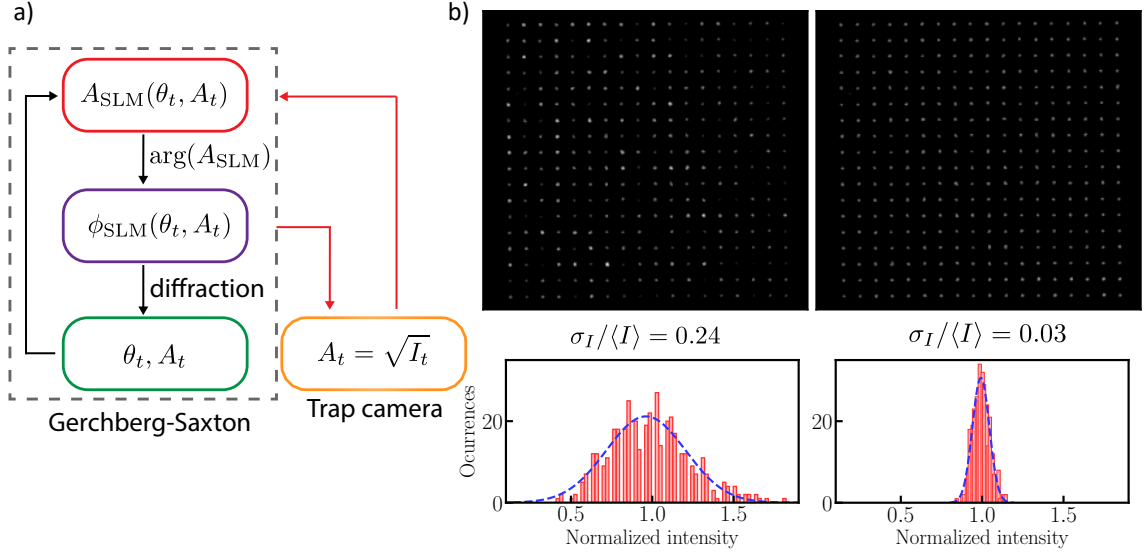 a)
A_SLM(θ_t, A_t)
arg(A_SLM)
ϕ_SLM(θ_t, A_t)
diffraction
θ_t, A_t
Gerchberg-Saxton
A_t = √I_t
Trap camera
b)
σ_I/⟨I⟩ = 0.24
σ_I/⟨I⟩ = 0.03
Ocurrences
20
0
0.5 1.0 1.5
Normalized intensity
20
0
0.5 1.0 1.5
Normalized intensity